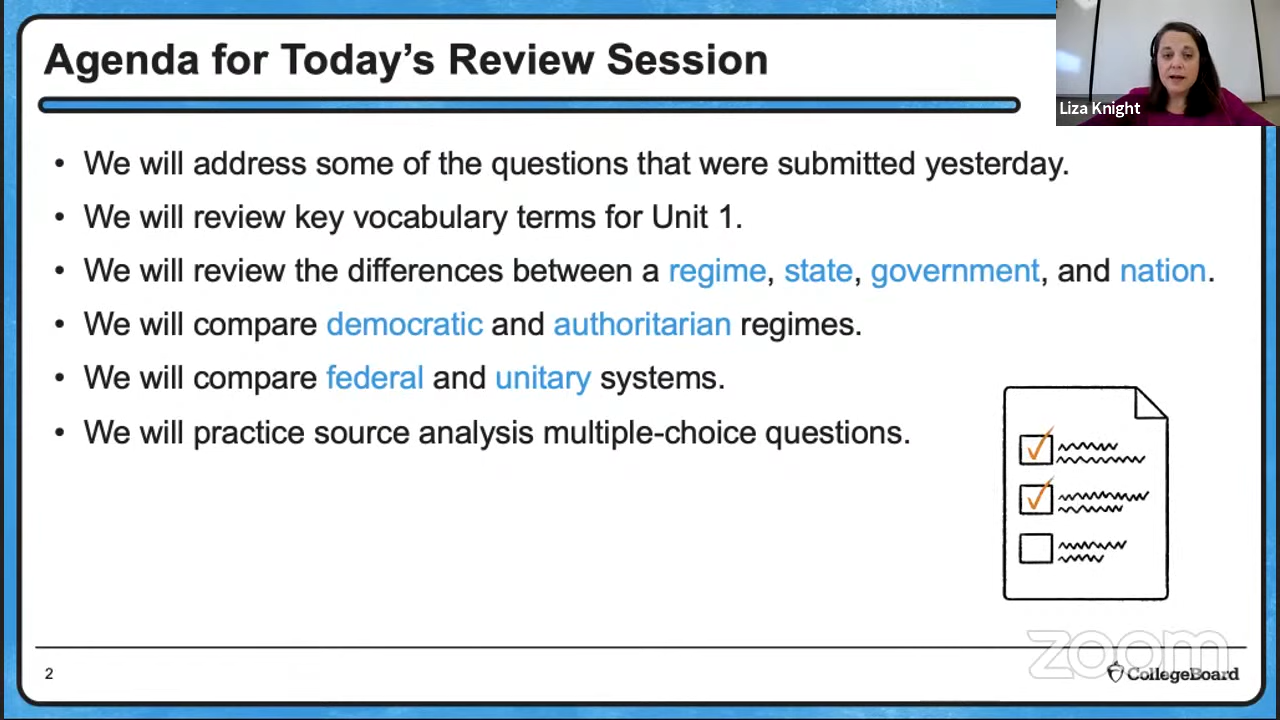 Agenda for Today’s Review Session
Liza Knight
• We will address some of the questions that were submitted yesterday.
• We will review key vocabulary terms for Unit 1.
• We will review the differences between a regime, state, government, and nation.
• We will compare democratic and authoritarian regimes.
• We will compare federal and unitary systems.
• We will practice source analysis multiple-choice questions.
zoom
2
CollegeBoard